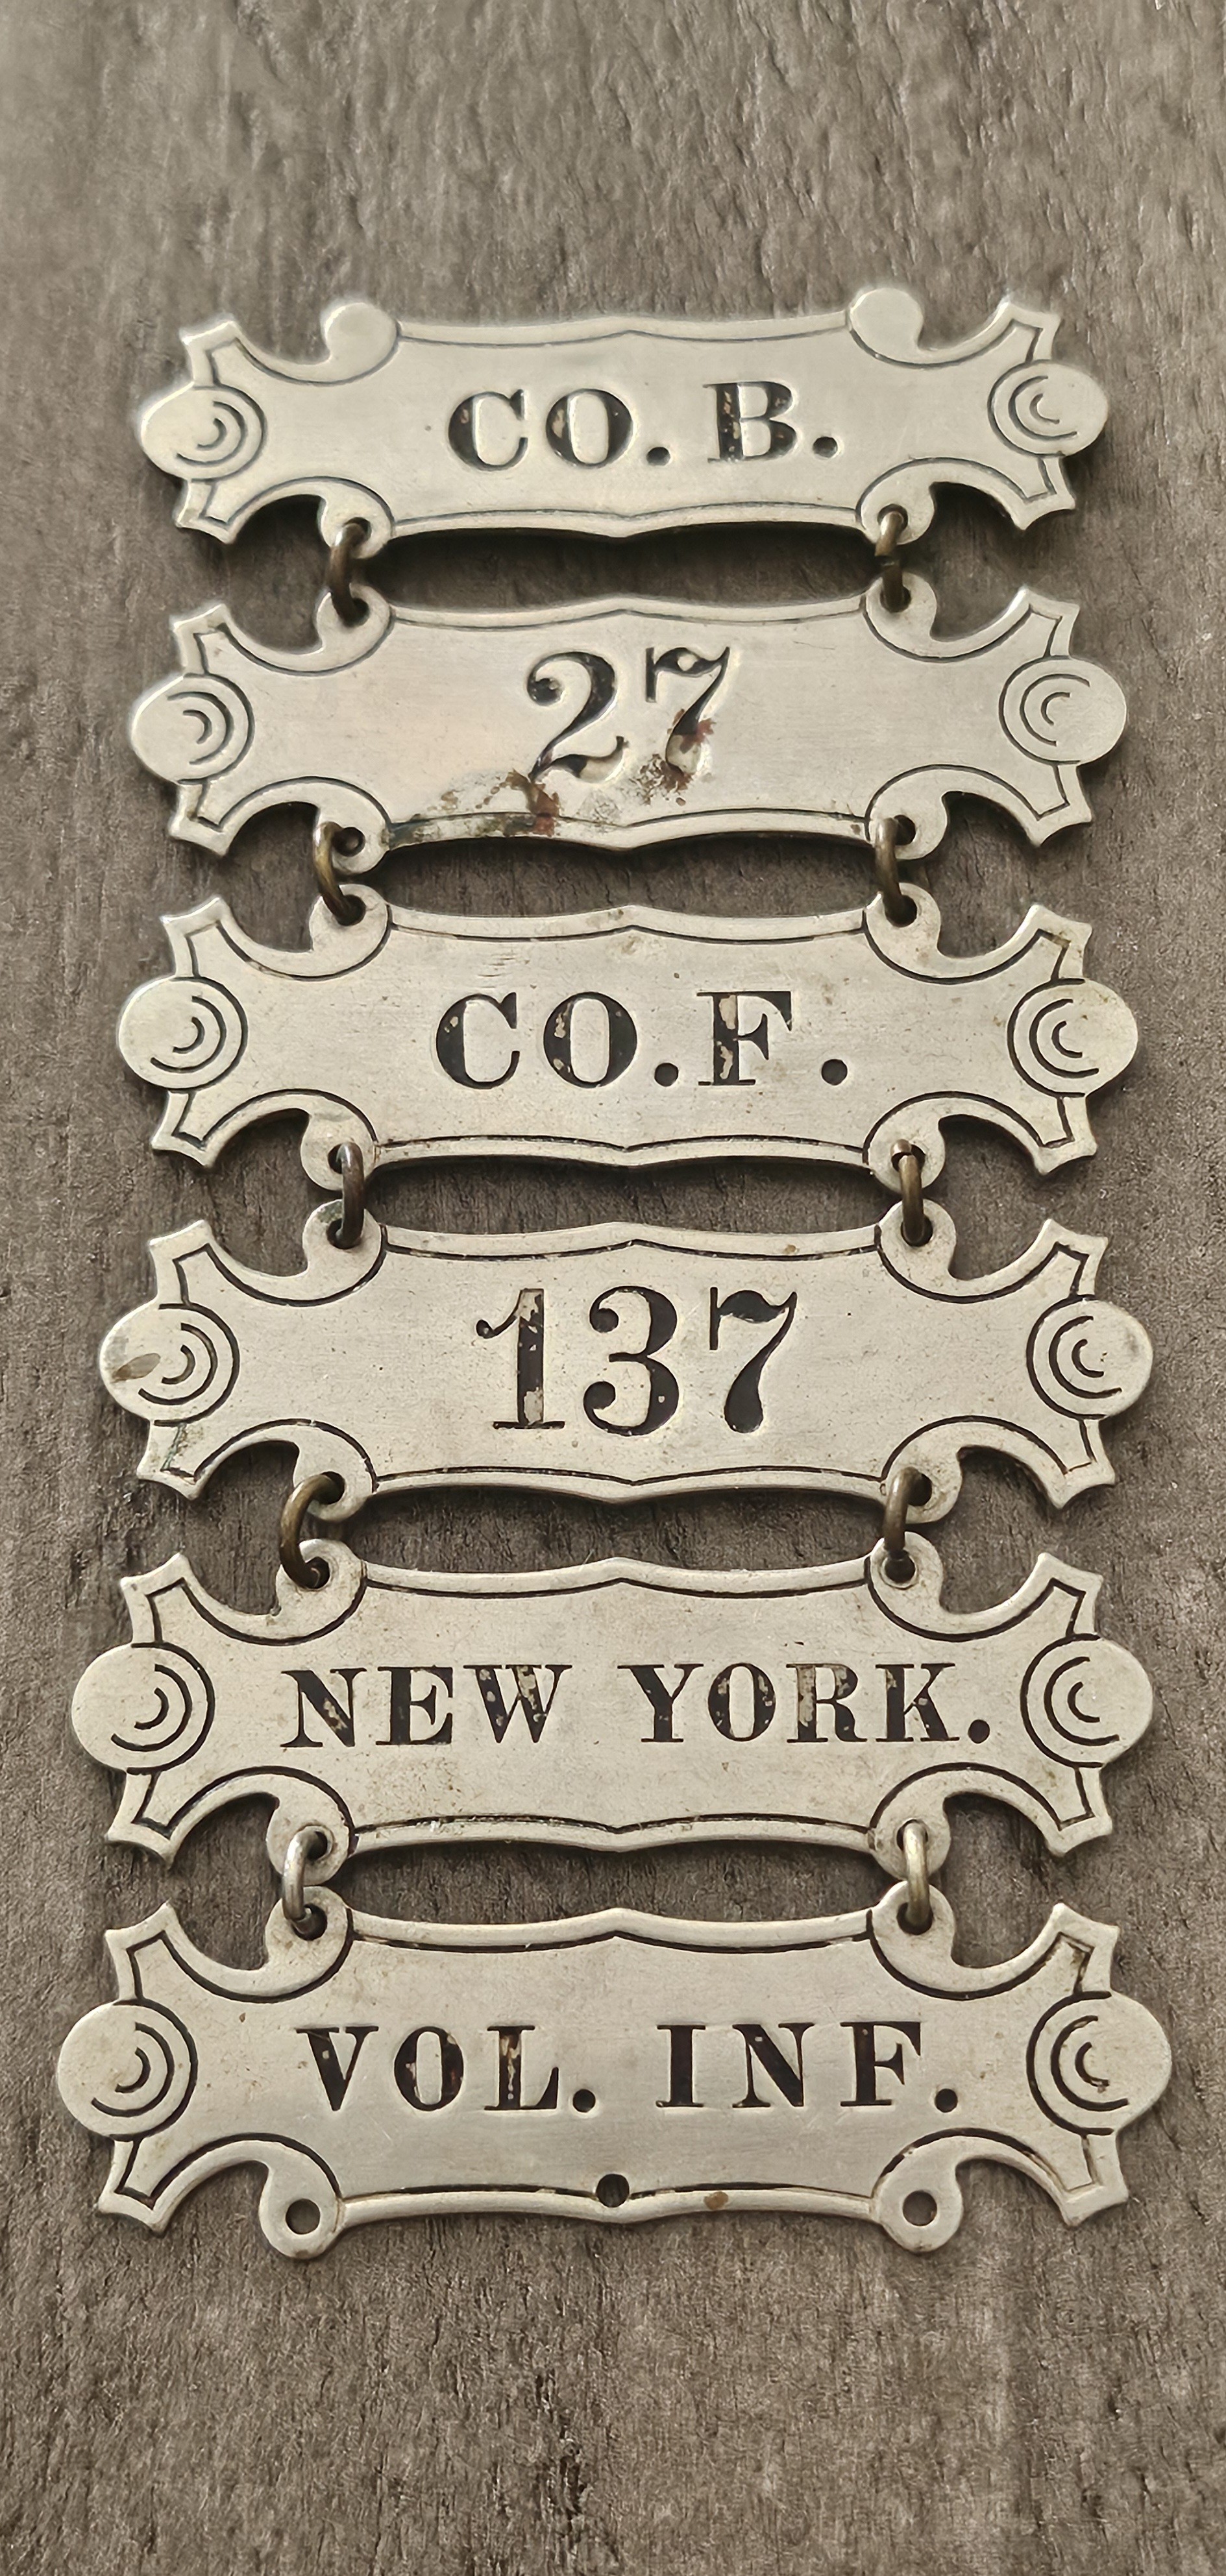 CO. B.
27
CO. F.
137
NEW YORK.
VOL. INF.